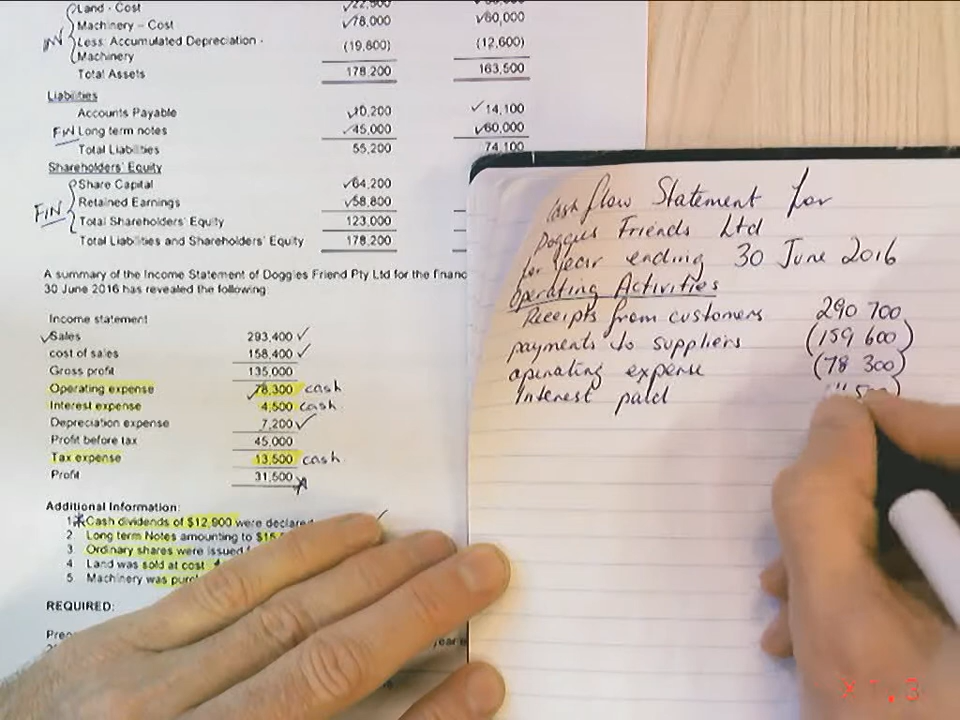 Land - Cost
Machinery - Cost ✓78,000 ✓60,000
Less: Accumulated Depreciation - (19,800) (12,600)
Machinery
Total Assets 178,200 163,500
Liabilities
Accounts Payable ✓10,200 ✓14,100
FIN Long term notes ✓45,000 ✓60,000
Total Liabilities 55,200 74,100
Shareholders' Equity
Share Capital ✓64,200
Retained Earnings ✓58,800
FIN Total Shareholders' Equity 123,000
Total Liabilities and Shareholders' Equity 178,200
A summary of the Income Statement of Doggies Friend Pty Ltd for the financ
30 June 2016 has revealed the following
Income statement
✓Sales 293,400 ✓
cost of sales 158,400 ✓
Gross profit 135,000
Operating expense 78,300 cash
Interest expense 4,500 cash
Depreciation expense 7,200 ✓
Profit before tax 45,000
Tax expense 13,500 cash
Profit 31,500
Additional Information:
1 Cash dividends of $12,900 were declared
2 Long term Notes amounting to $15
3 Ordinary shares were issued
4 Land was sold at cost
5 Machinery was purc
REQUIRED:
Cash flow Statement for
Doggies Friends Ltd
for year ending 30 June 2016
Operating Activities
Receipts from customers 290 700
payments to suppliers (159 600)
operating expense (78 300)
Interest paid
X 1.3